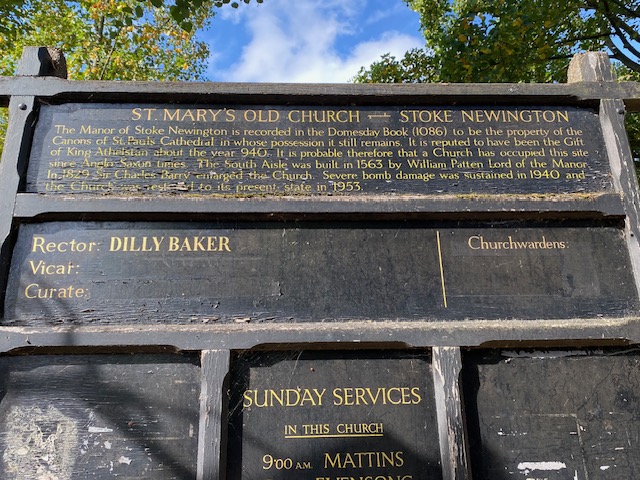 ST. MARY'S OLD CHURCH — STOKE NEWINGTON
The Manor of Stoke Newington is recorded in the Domesday Book (1086) to be the property of the
Canons of St. Pauls Cathedral in whose possession it still remains. It is reputed to have been the Gift
of King Athelstan about the year 940. It is probable therefore that a Church has occupied this site
since Anglo Saxon times. The South Aisle was built in 1563 by William Patten Lord of the Manor
In 1829 Sir Charles Barry enlarged the Church. Severe bomb damage was sustained in 1940 and
the Church was restored to its present state in 1953.
Rector: DILLY BAKER
Vicar:
Curate:
Churchwardens:
SUNDAY SERVICES
IN THIS CHURCH
9'00 A.M. MATTINS
EVENSONG